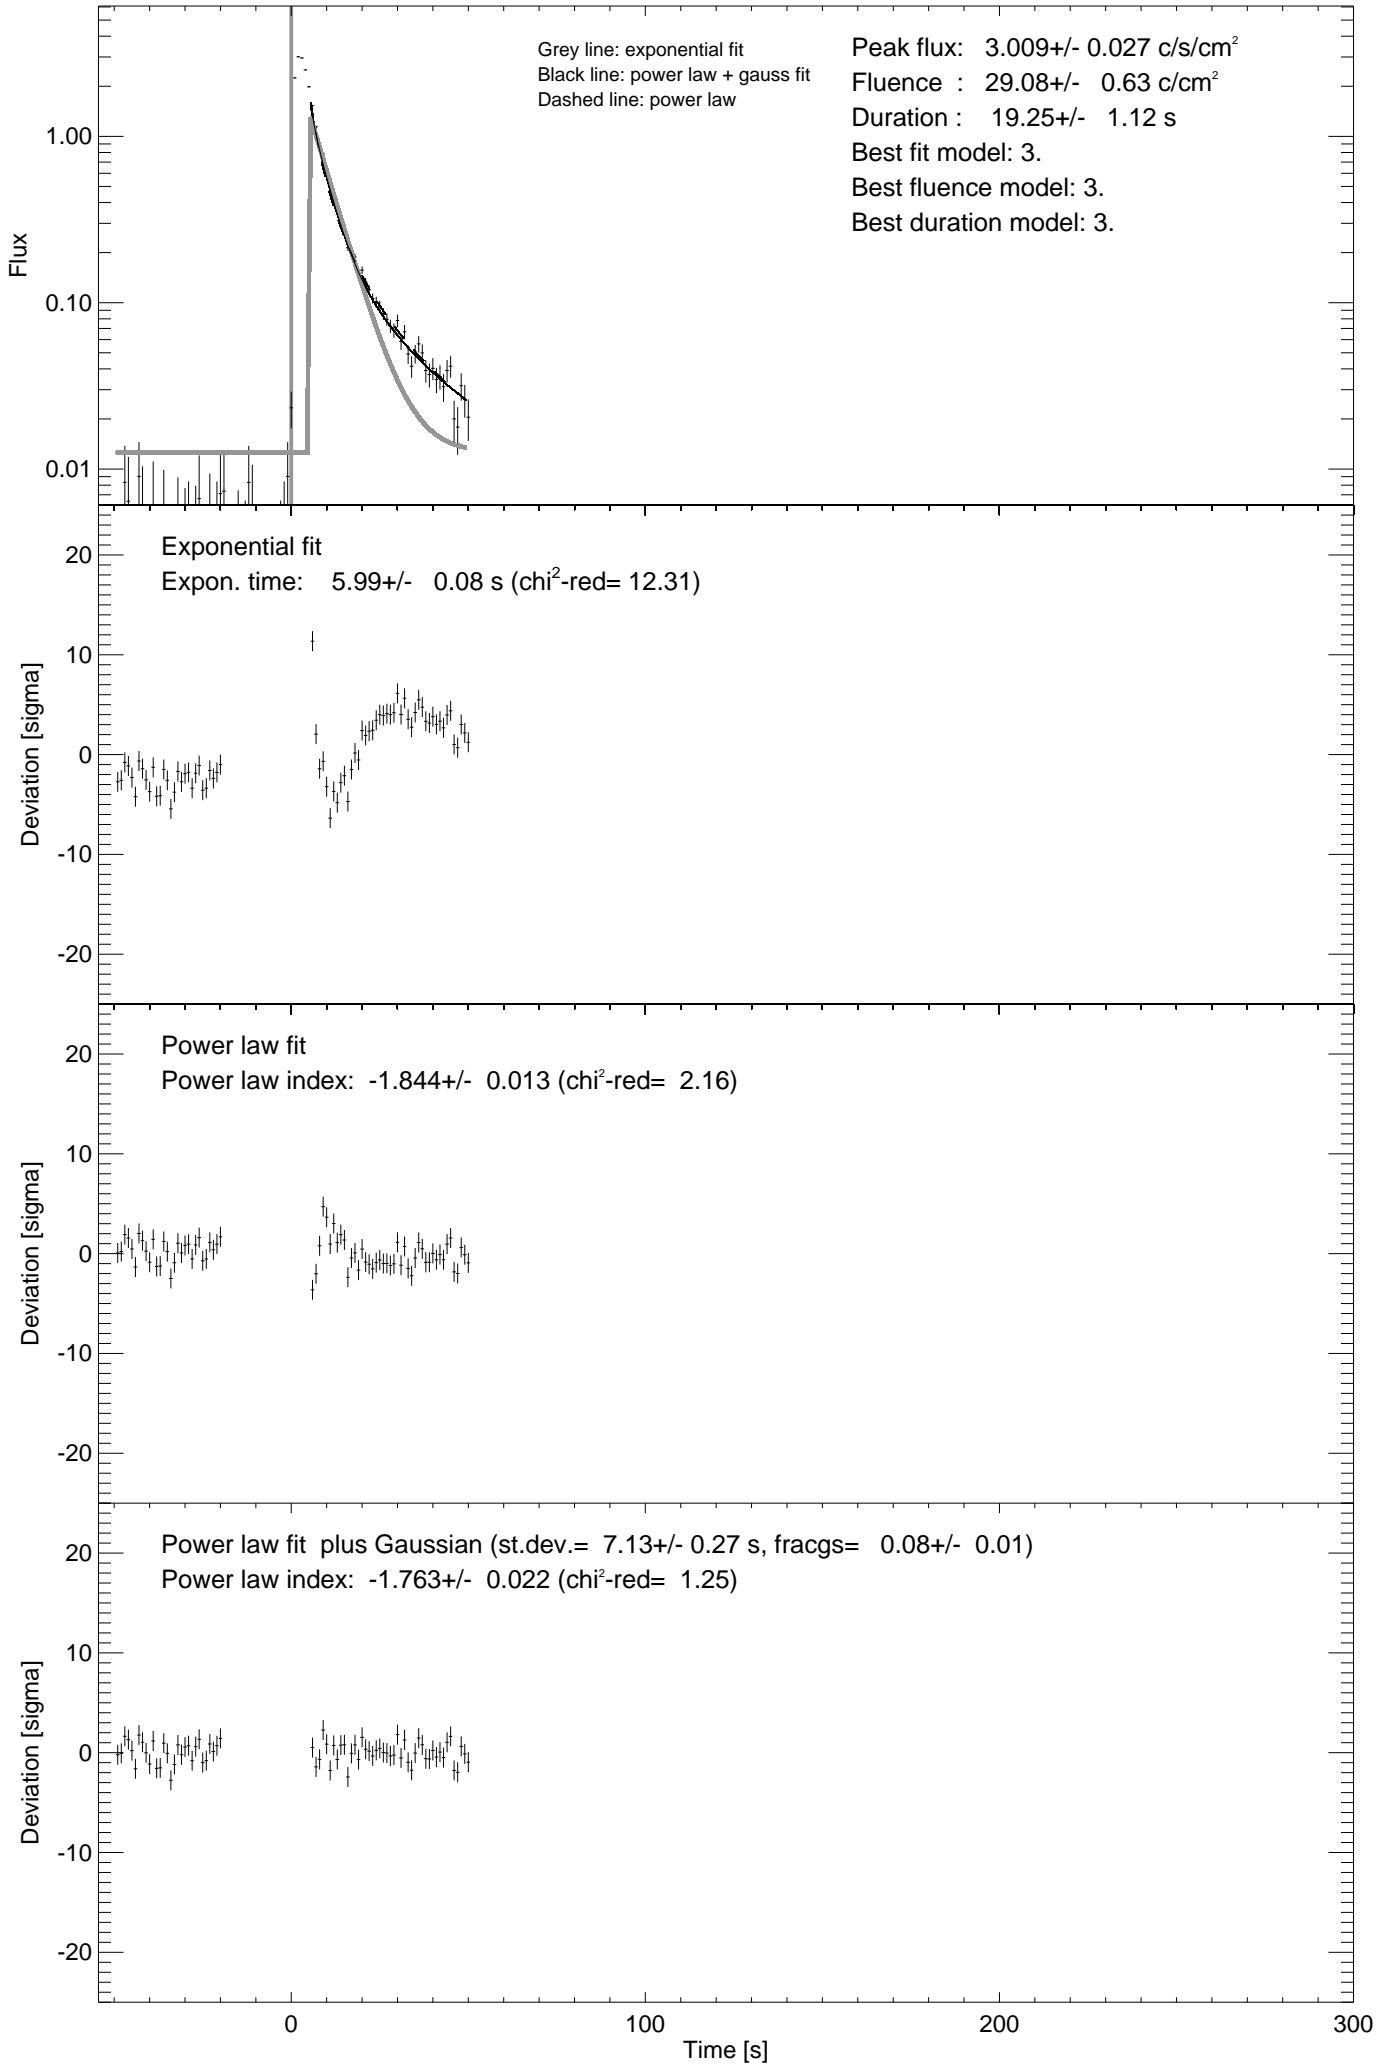 Grey line: exponential fit
Black line: power law + gauss fit
Dashed line: power law
Peak flux: 3.009+/- 0.027 c/s/cm²
Fluence : 29.08+/- 0.63 c/cm²
Duration : 19.25+/- 1.12 s
Best fit model: 3.
Best fluence model: 3.
Best duration model: 3.
1.00
0.10
0.01
Flux
Exponential fit
Expon. time: 5.99+/- 0.08 s (chi²-red= 12.31)
20
10
0
-10
-20
Deviation [sigma]
Power law fit
Power law index: -1.844+/- 0.013 (chi²-red= 2.16)
20
10
0
-10
-20
Deviation [sigma]
Power law fit plus Gaussian (st.dev.= 7.13+/- 0.27 s, fracgs= 0.08+/- 0.01)
Power law index: -1.763+/- 0.022 (chi²-red= 1.25)
20
10
0
-10
-20
Deviation [sigma]
0 100 200 300
Time [s]